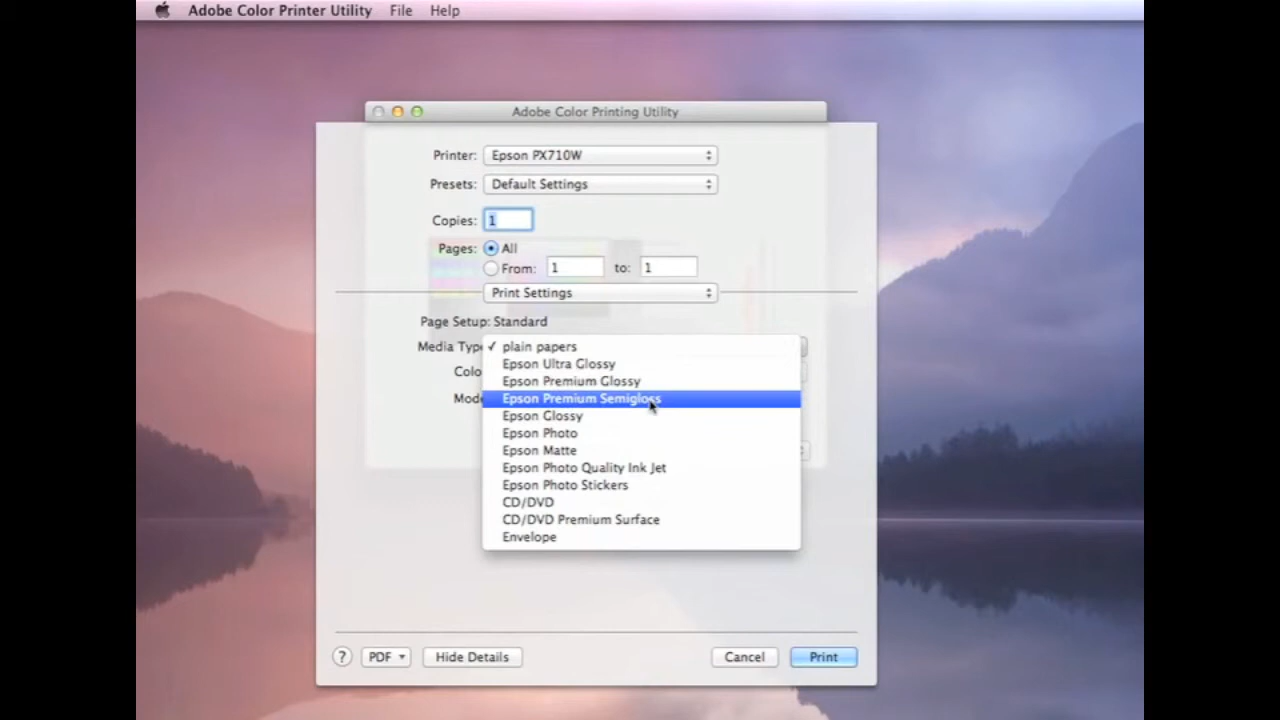 Adobe Color Printer Utility File Help
Adobe Color Printing Utility
Printer: Epson PX710W
Presets: Default Settings
Copies: 1
Pages: All
From: 1 to: 1
Print Settings
Page Setup: Standard
Media Typ ✓ plain papers
Epson Ultra Glossy
Colo
Epson Premium Glossy
Mod
Epson Premium Semigloss
Epson Glossy
Epson Photo
Epson Matte
Epson Photo Quality Ink Jet
Epson Photo Stickers
CD/DVD
CD/DVD Premium Surface
Envelope
? PDF ▾ Hide Details Cancel Print